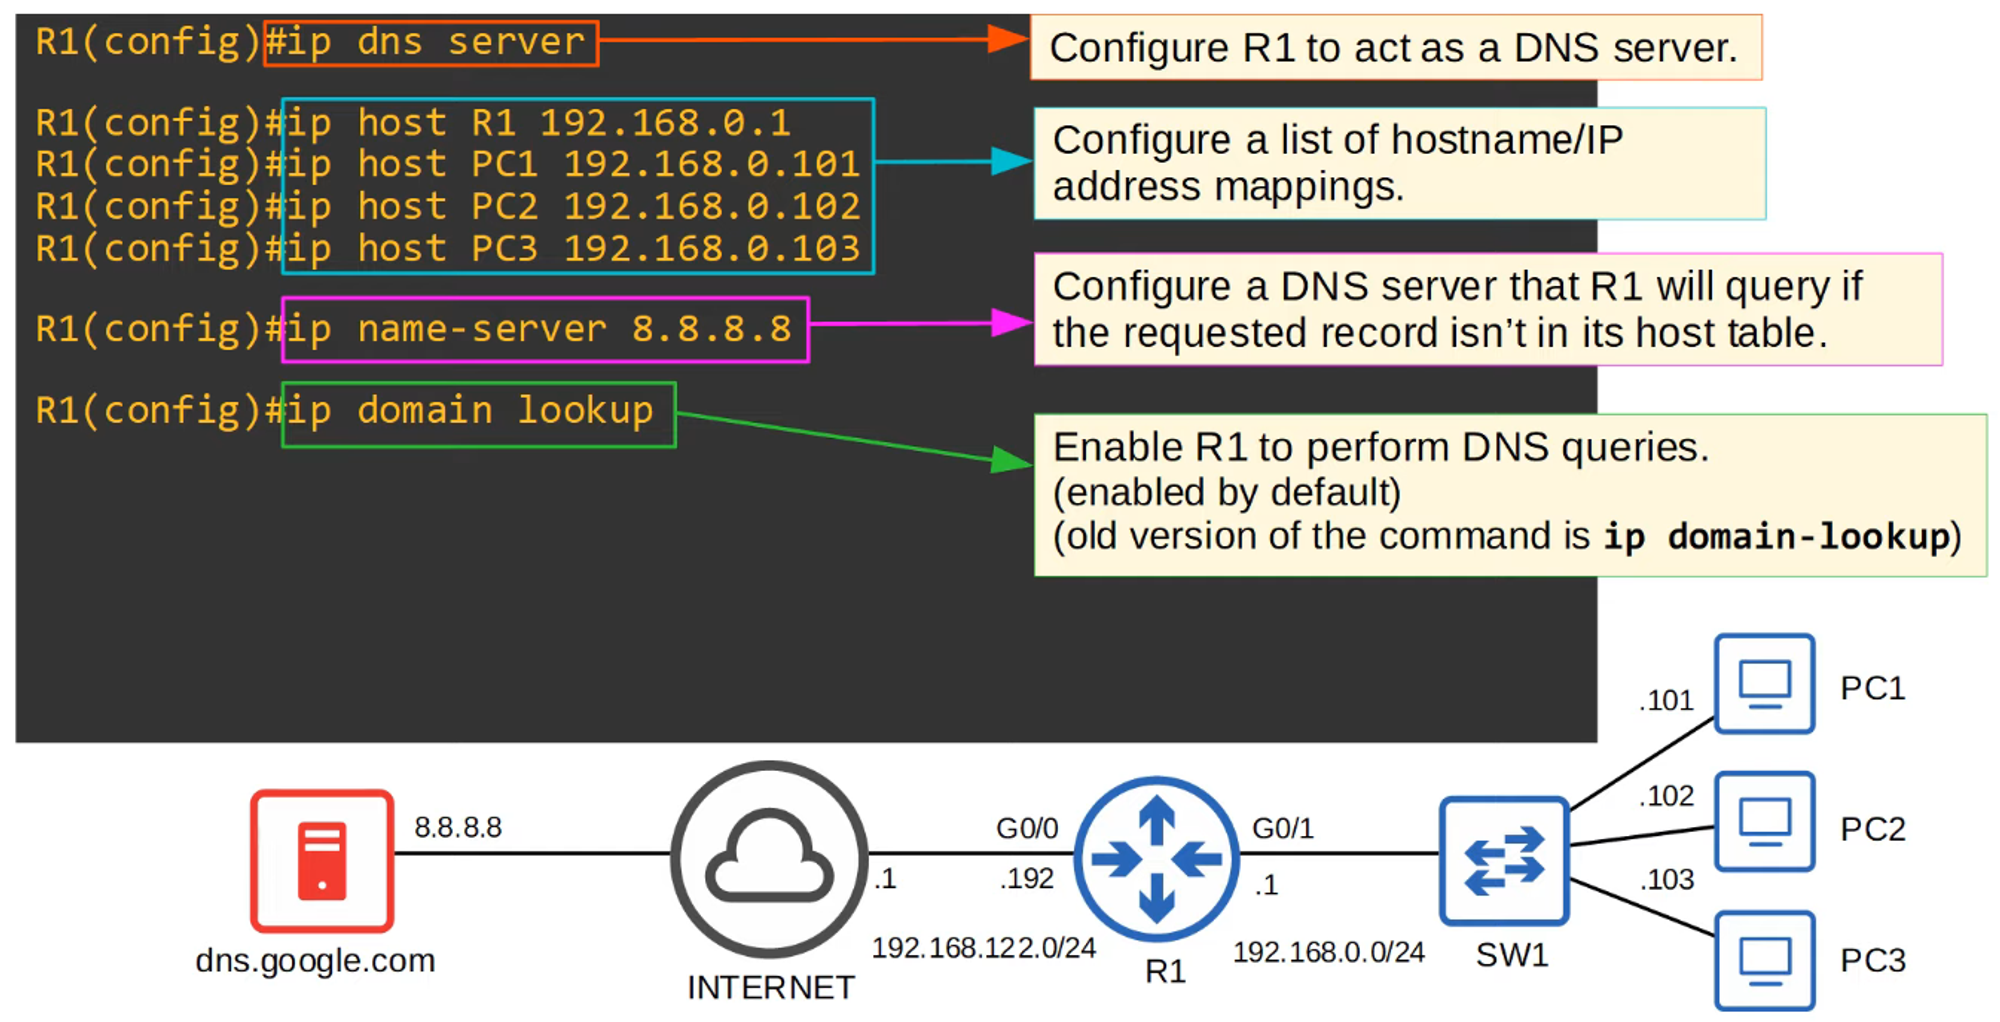 R1(config)#ip dns server
Configure R1 to act as a DNS server.
R1(config)#ip host R1 192.168.0.1
R1(config)#ip host PC1 192.168.0.101
R1(config)#ip host PC2 192.168.0.102
R1(config)#ip host PC3 192.168.0.103
Configure a list of hostname/IP
address mappings.
R1(config)#ip name-server 8.8.8.8
Configure a DNS server that R1 will query if
the requested record isn't in its host table.
R1(config)#ip domain lookup
Enable R1 to perform DNS queries.
(enabled by default)
(old version of the command is ip domain-lookup)
8.8.8.8
dns.google.com
INTERNET
.1
G0/0
.192
192.168.122.0/24
R1
G0/1
.1
192.168.0.0/24
SW1
.101
PC1
.102
PC2
.103
PC3